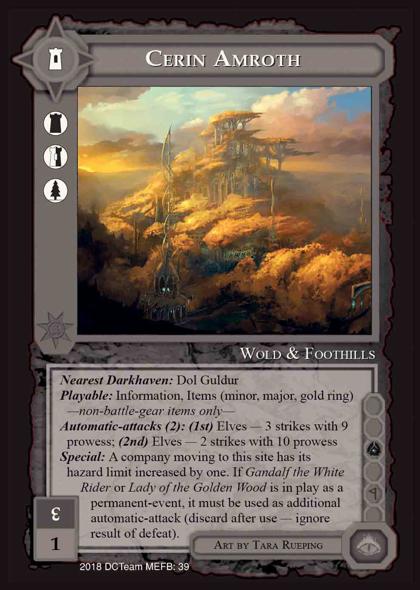 Cerin Amroth
Wold & Foothills
Nearest Darkhaven: Dol Guldur
Playable: Information, Items (minor, major, gold ring)
—non-battle-gear items only—
Automatic-attacks (2): (1st) Elves — 3 strikes with 9
prowess; (2nd) Elves — 2 strikes with 10 prowess
Special: A company moving to this site has its
hazard limit increased by one. If Gandalf the White
Rider or Lady of the Golden Wood is in play as a
permanent-event, it must be used as additional
automatic-attack (discard after use — ignore
result of defeat).
ε
1
Art by Tara Rueping
2018 DCTeam MEFB: 39